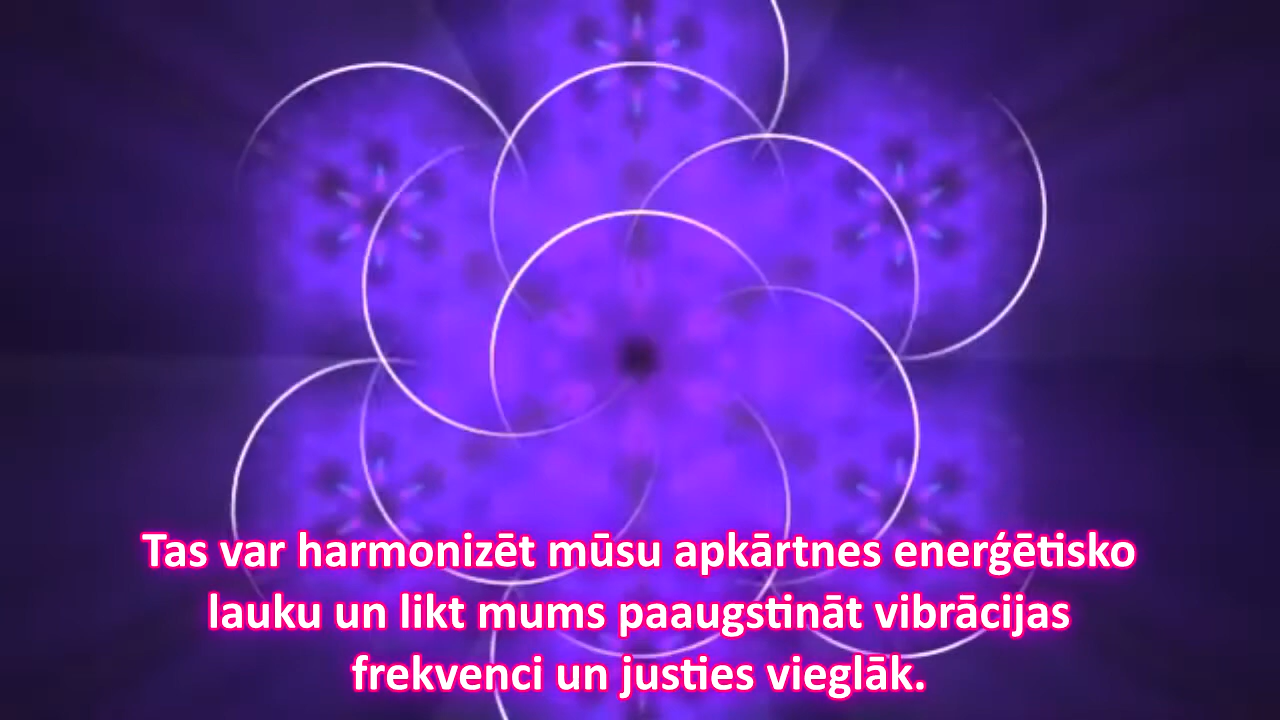 Tas var harmonizēt mūsu apkārtnes enerģētisko
lauku un likt mums paaugstināt vibrācijas
frekvenci un justies vieglāk.